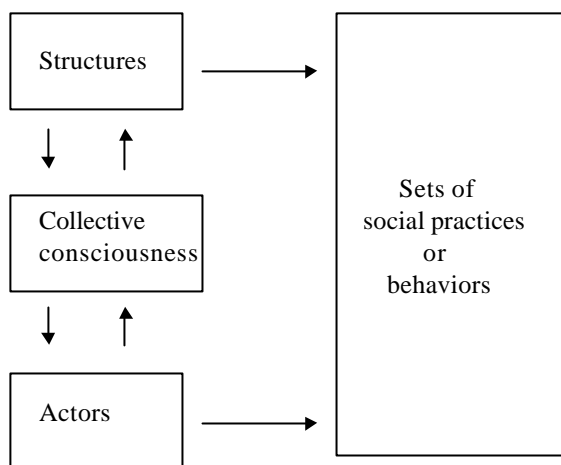 Structures
Collective
consciousness
Actors
Sets of
social practices
or
behaviors